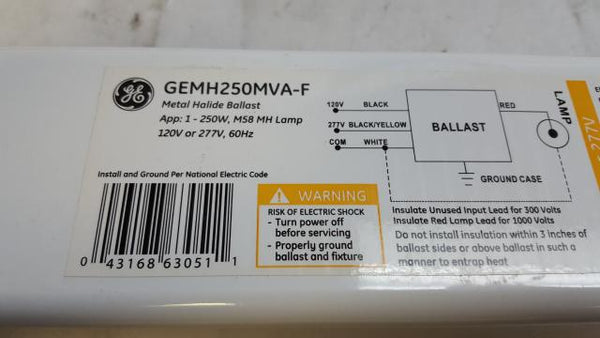 GE
GEMH250MVA-F
Metal Halide Ballast
App: 1 - 250W, M58 MH Lamp
120V or 277V, 60Hz
Install and Ground Per National Electric Code
0 43168 63051 1
WARNING
RISK OF ELECTRIC SHOCK
- Turn power off
before servicing
- Properly ground
ballast and fixture
120V BLACK
277V BLACK/YELLOW
COM WHITE
BALLAST
RED
LAMP
GROUND CASE
Insulate Unused Input Lead for 300 Volts
Insulate Red Lamp Lead for 1000 Volts
Do not install insulation within 3 inches of
ballast sides or above ballast in such a
manner to entrap heat
277V